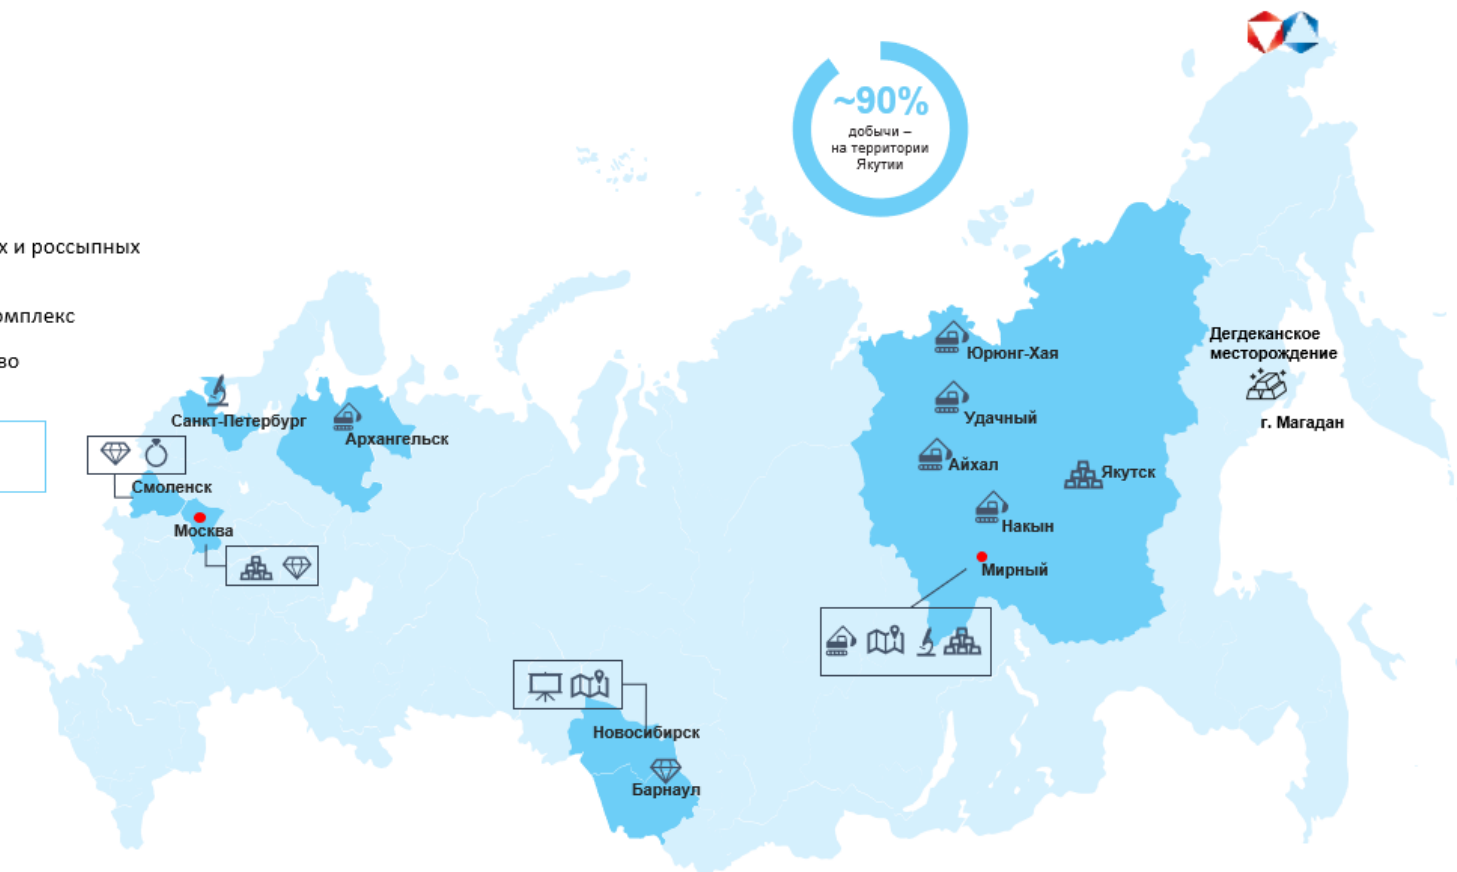 ~90%
добычи –
на территории
Якутии
х и россыпных
омплекс
во
Дегдеканское
месторождение
г. Магадан
Юрюнг-Хая
Удачный
Айхал
Якутск
Накын
Мирный
Санкт-Петербург
Архангельск
Смоленск
Москва
Новосибирск
Барнаул